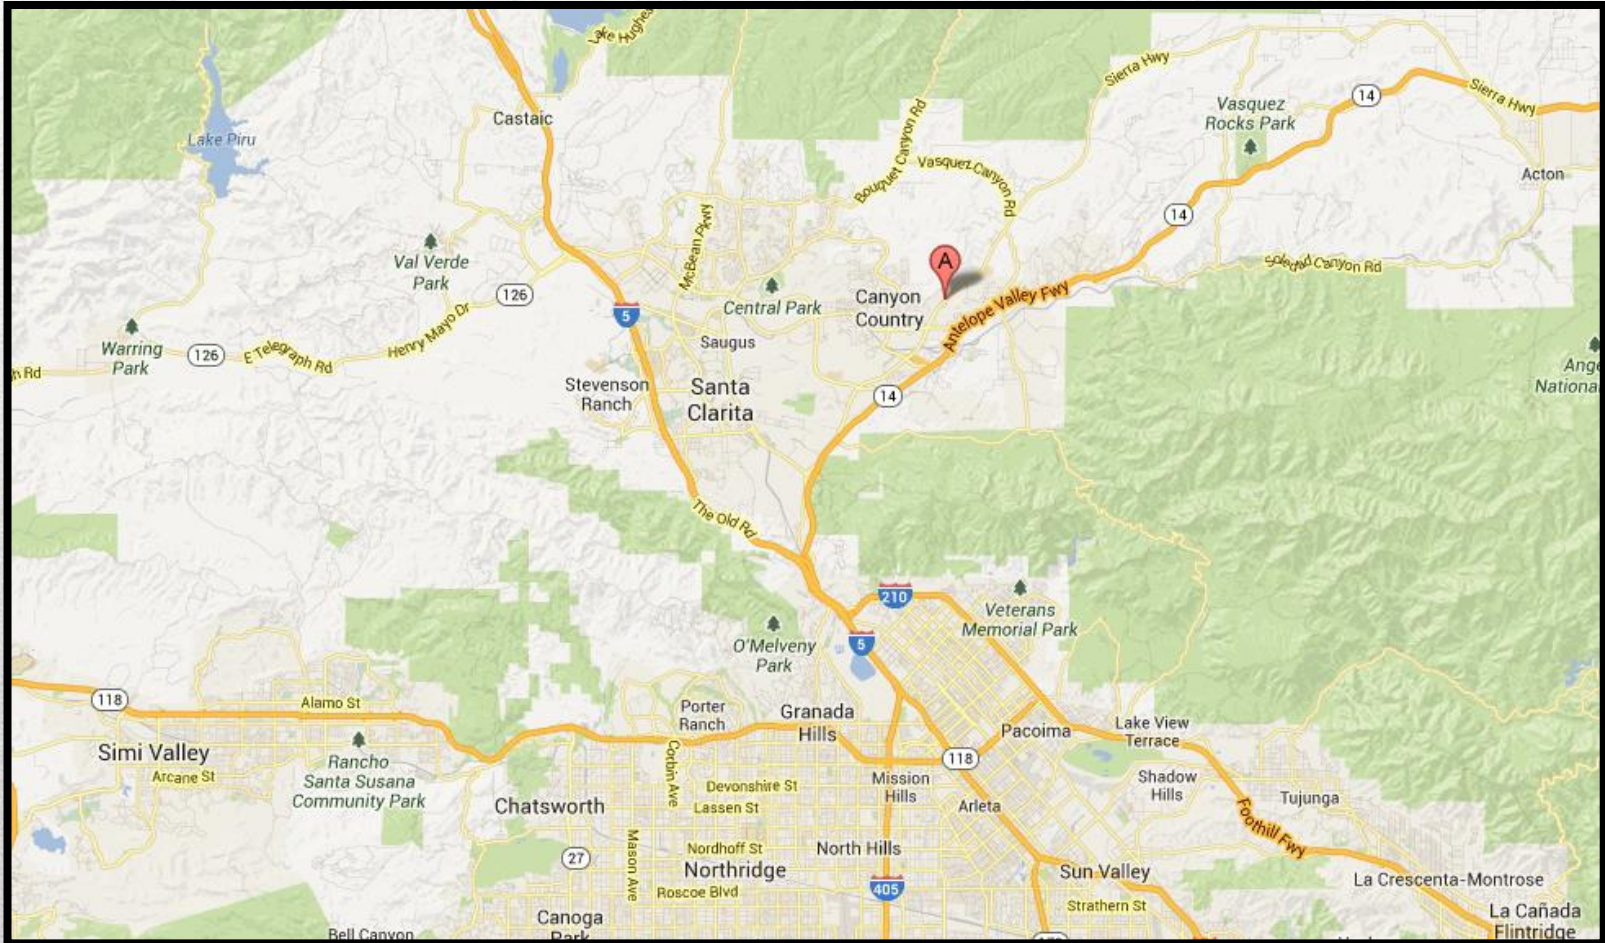 Lake Hughes
Sierra Hwy
14
Sierra Hwy
Castaic
Vasquez
Rocks Park
Lake Piru
Bouquet Canyon Rd
Vasquez Canyon Rd
Acton
14
McBean Pkwy
Val Verde
Park
A
Soledad Canyon Rd
126
Central Park
Canyon
Country
Antelope Valley Fwy
5
Henry Mayo Dr
Saugus
Warring
Park
126
E Telegraph Rd
h Rd
Ange
Nationa
Stevenson
Ranch
Santa
Clarita
14
The Old Rd
210
Veterans
Memorial Park
O'Melveny
Park
5
118
Alamo St
Porter
Ranch
Granada
Hills
Pacoima
Lake View
Terrace
Simi Valley
Arcane St
Rancho
Santa Susana
Community Park
Corbin Ave
118
Devonshire St
Mission
Hills
Shadow
Hills
Chatsworth
Lassen St
Arleta
Tujunga
Foothill Fwy
Mason Ave
27
Nordhoff St
North Hills
Northridge
Sun Valley
405
Roscoe Blvd
La Crescenta-Montrose
Strathern St
Canoga
Park
La Cañada
Flintridge
Bell Canyon